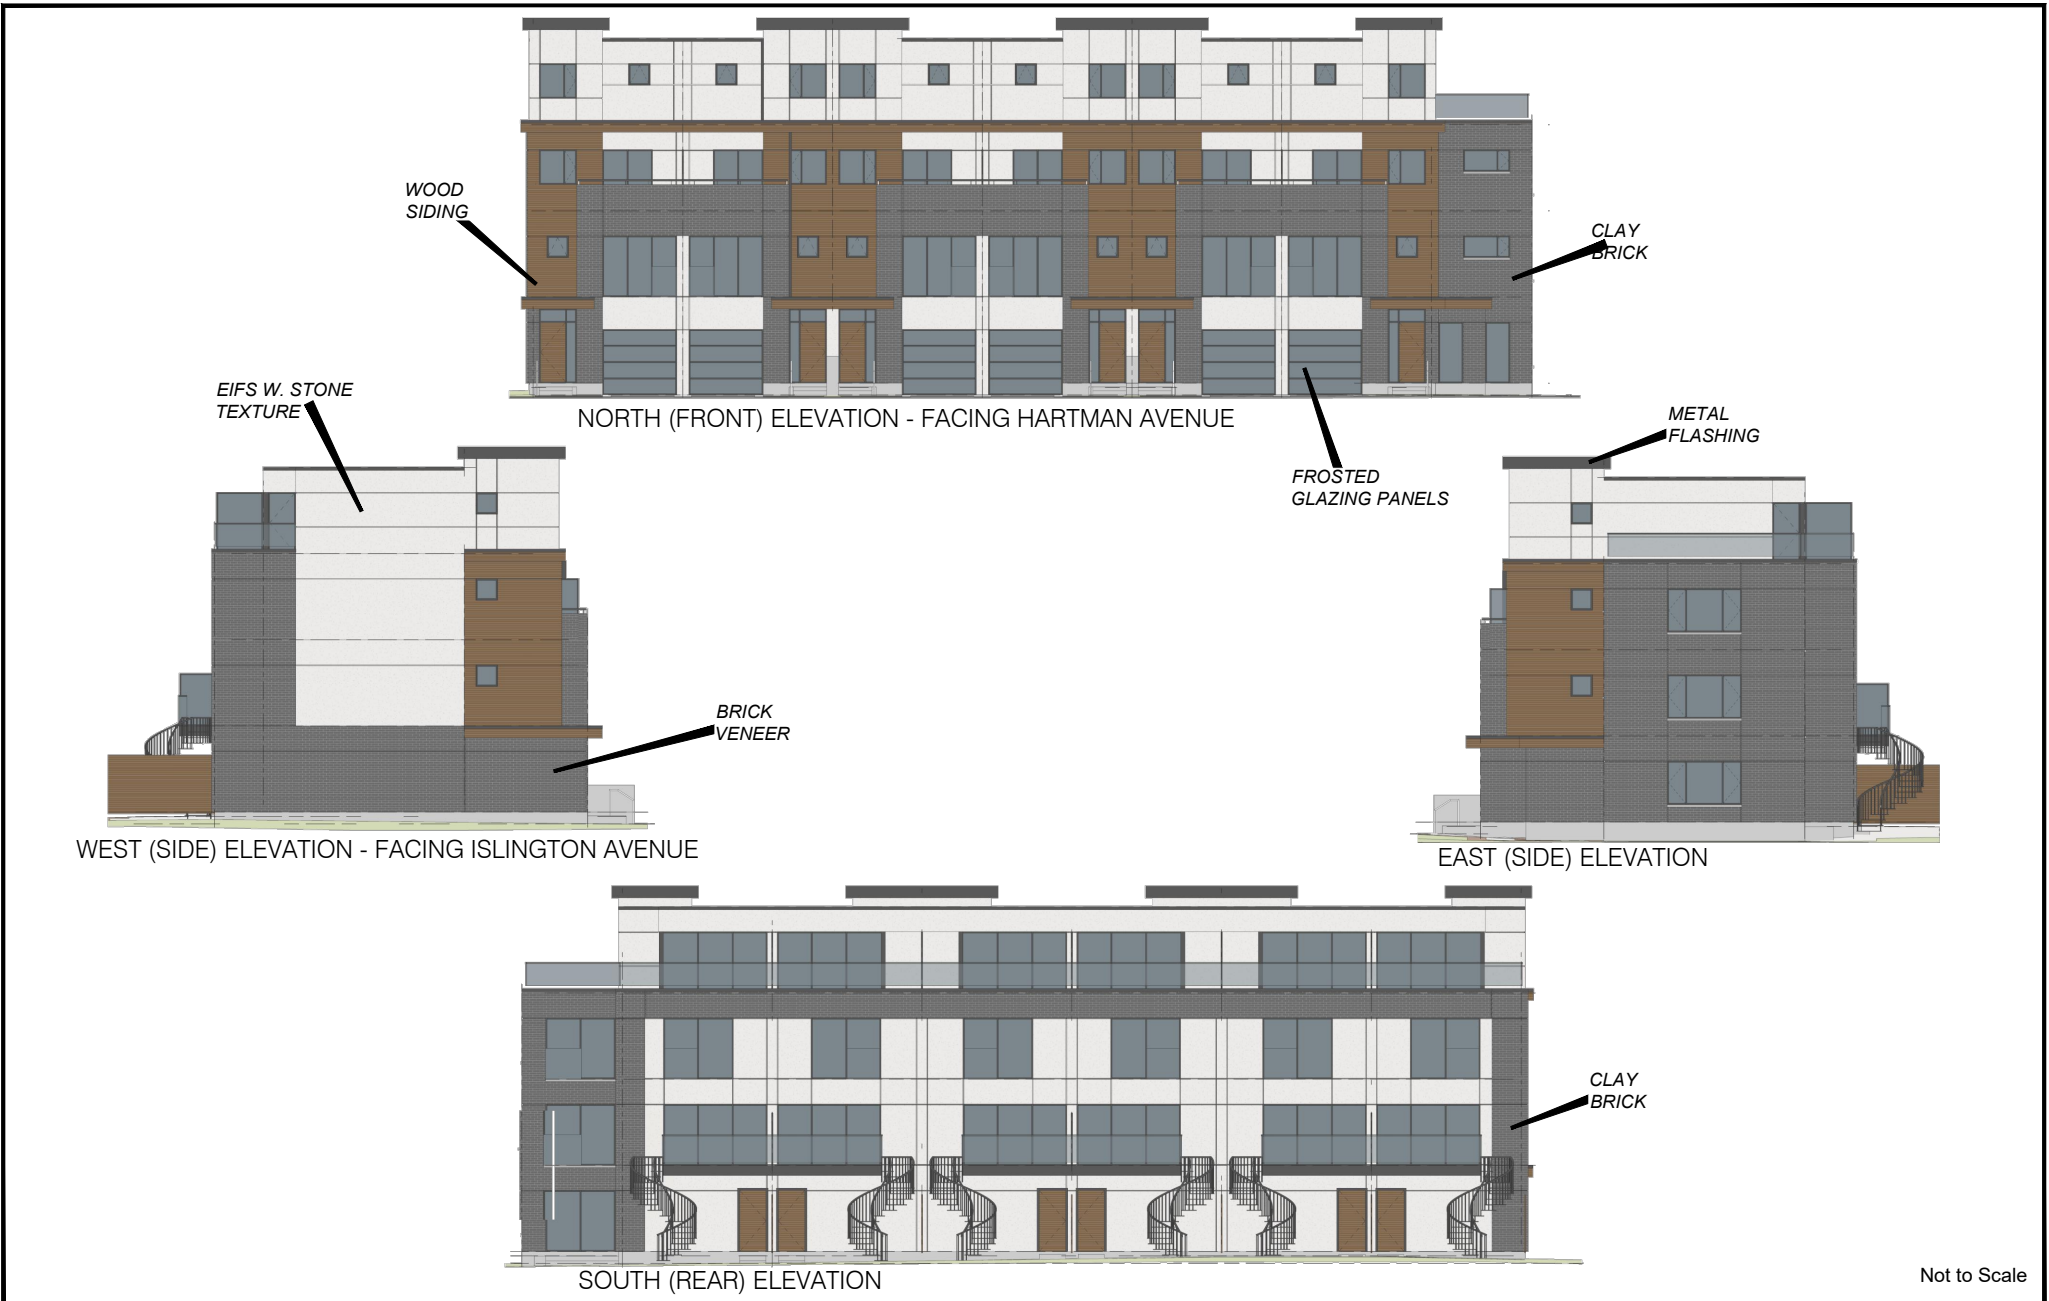 WOOD
SIDING
CLAY
BRICK
EIFS W. STONE
TEXTURE
NORTH (FRONT) ELEVATION - FACING HARTMAN AVENUE
METAL
FLASHING
FROSTED
GLAZING PANELS
BRICK
VENEER
WEST (SIDE) ELEVATION - FACING ISLINGTON AVENUE
EAST (SIDE) ELEVATION
CLAY
BRICK
SOUTH (REAR) ELEVATION
Not to Scale